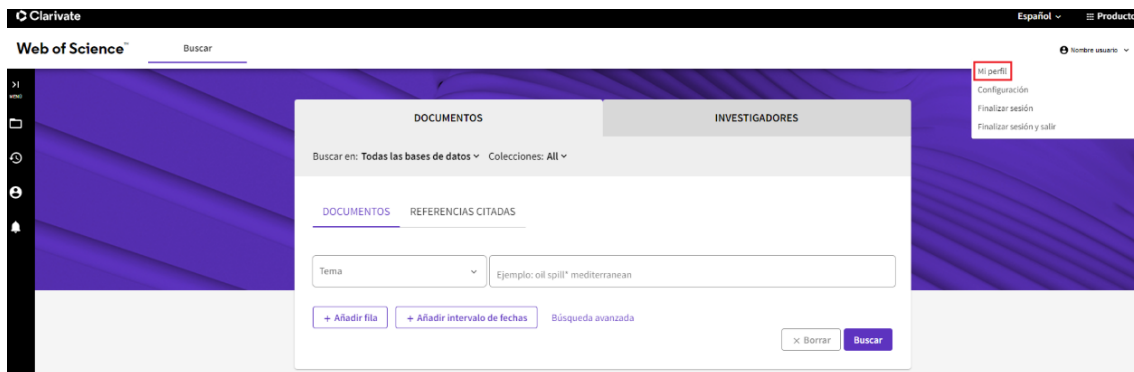 Clarivate
Español
Producto
Web of Science™
Buscar
Nombre usuario
MENÚ
Mi perfil
Configuración
Finalizar sesión
Finalizar sesión y salir
DOCUMENTOS
INVESTIGADORES
Buscar en: Todas las bases de datos Colecciones: All
DOCUMENTOS
REFERENCIAS CITADAS
Tema
Ejemplo: oil spill* mediterranean
+ Añadir fila
+ Añadir intervalo de fechas
Búsqueda avanzada
× Borrar
Buscar